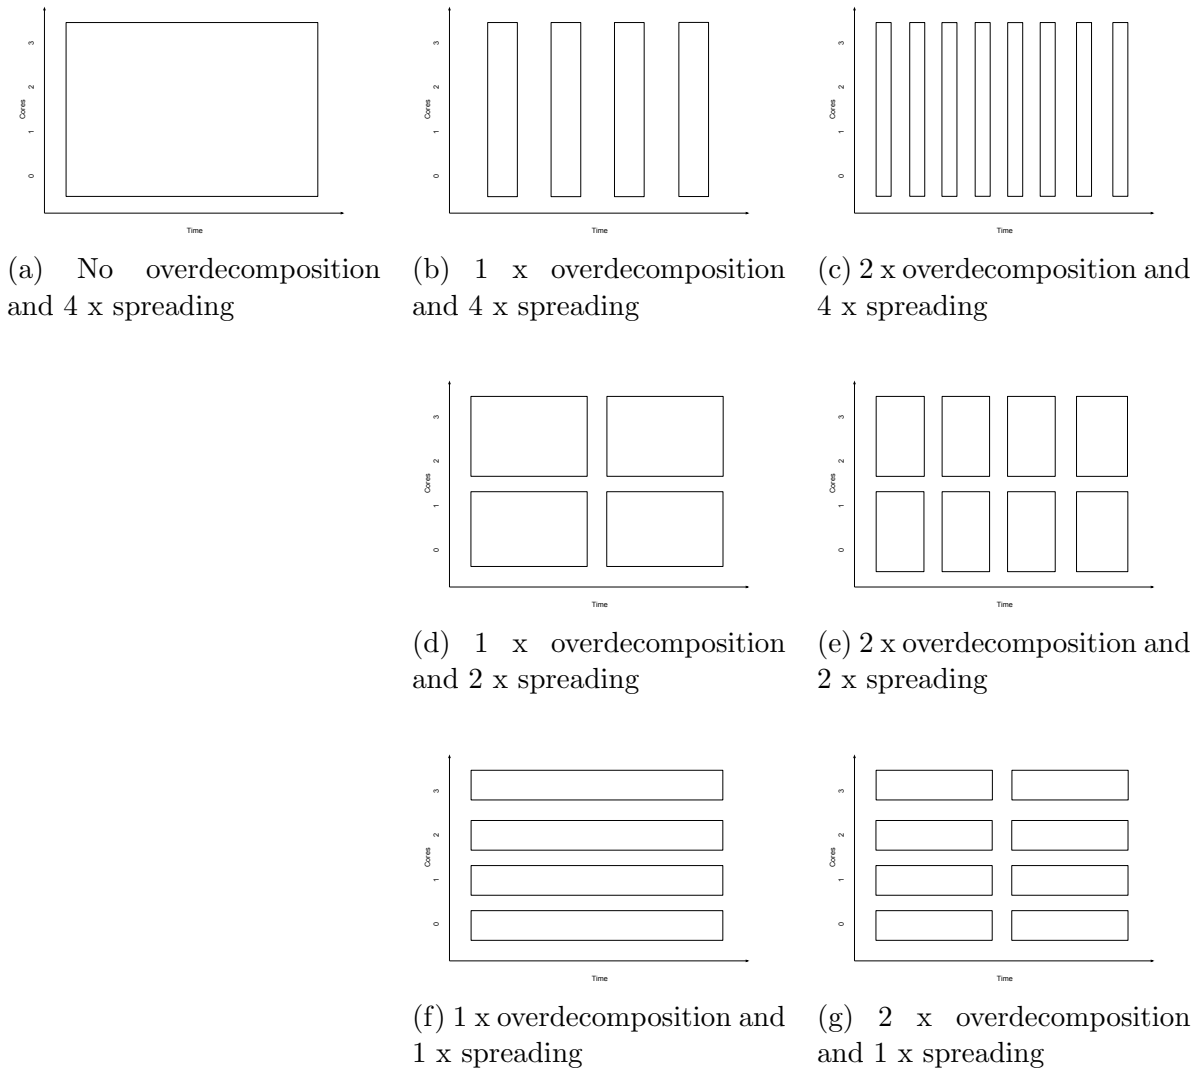 3
2
1
0
Cores
Time
(a) No overdecomposition
and 4 x spreading
3
2
1
0
Cores
Time
(b) 1 x overdecomposition
and 4 x spreading
3
2
1
0
Cores
Time
(c) 2 x overdecomposition and
4 x spreading
3
2
1
0
Cores
Time
(d) 1 x overdecomposition
and 2 x spreading
3
2
1
0
Cores
Time
(e) 2 x overdecomposition and
2 x spreading
3
2
1
0
Cores
Time
(f) 1 x overdecomposition and
1 x spreading
3
2
1
0
Cores
Time
(g) 2 x overdecomposition
and 1 x spreading